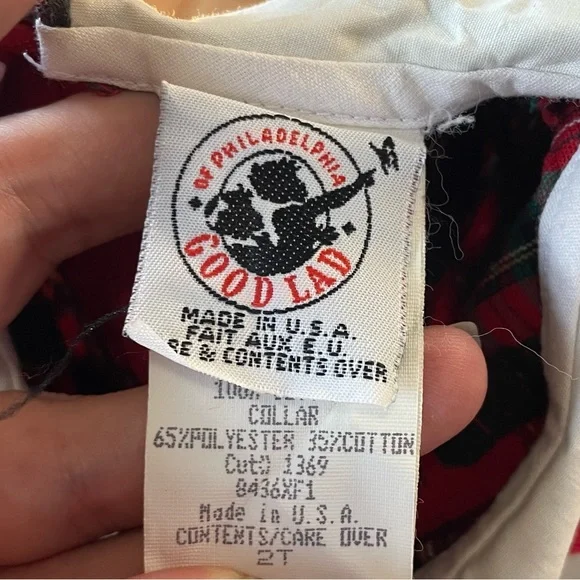 OF PHILADELPHIA
GOOD LAD
MADE IN U.S.A.
FAIT AUX E.U.
& CONTENTS OVER
100%
COLLAR
65%POLYESTER 35%COTTON
Cut# 1369
8436XF1
Made in U.S.A.
CONTENTS/CARE OVER
2T